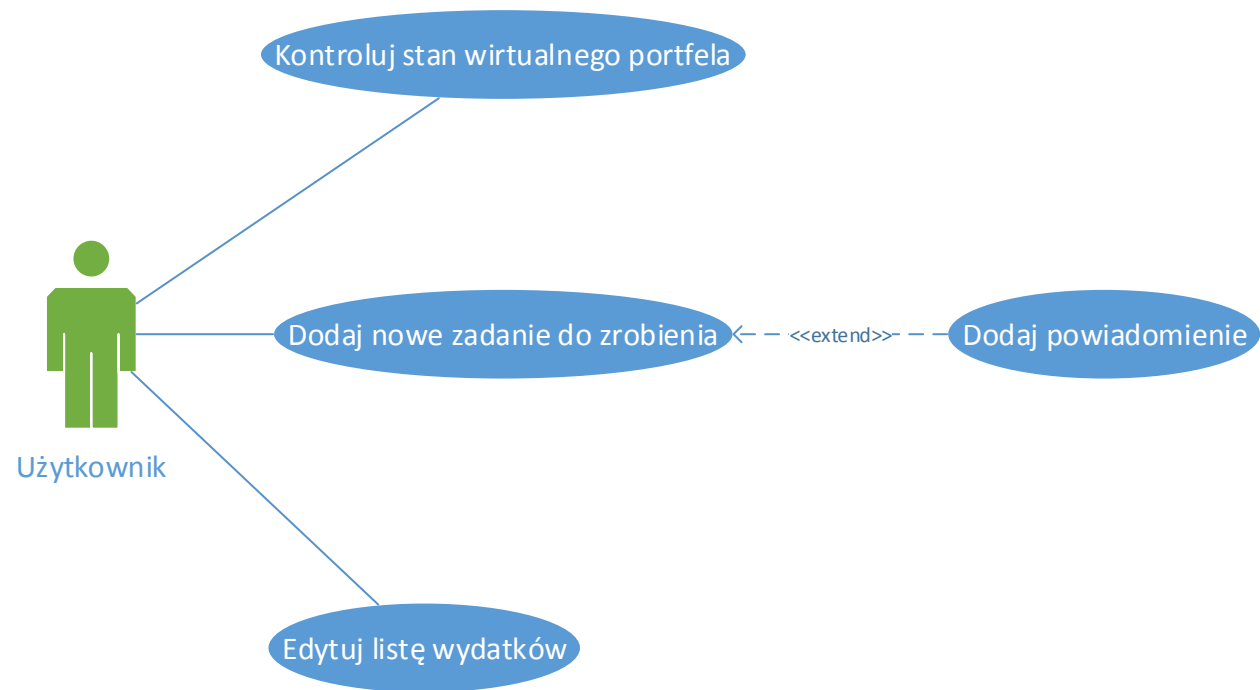 Kontroluj stan wirtualnego portfela
Dodaj nowe zadanie do zrobienia
<<extend>>
Dodaj powiadomienie
Użytkownik
Edytuj listę wydatków